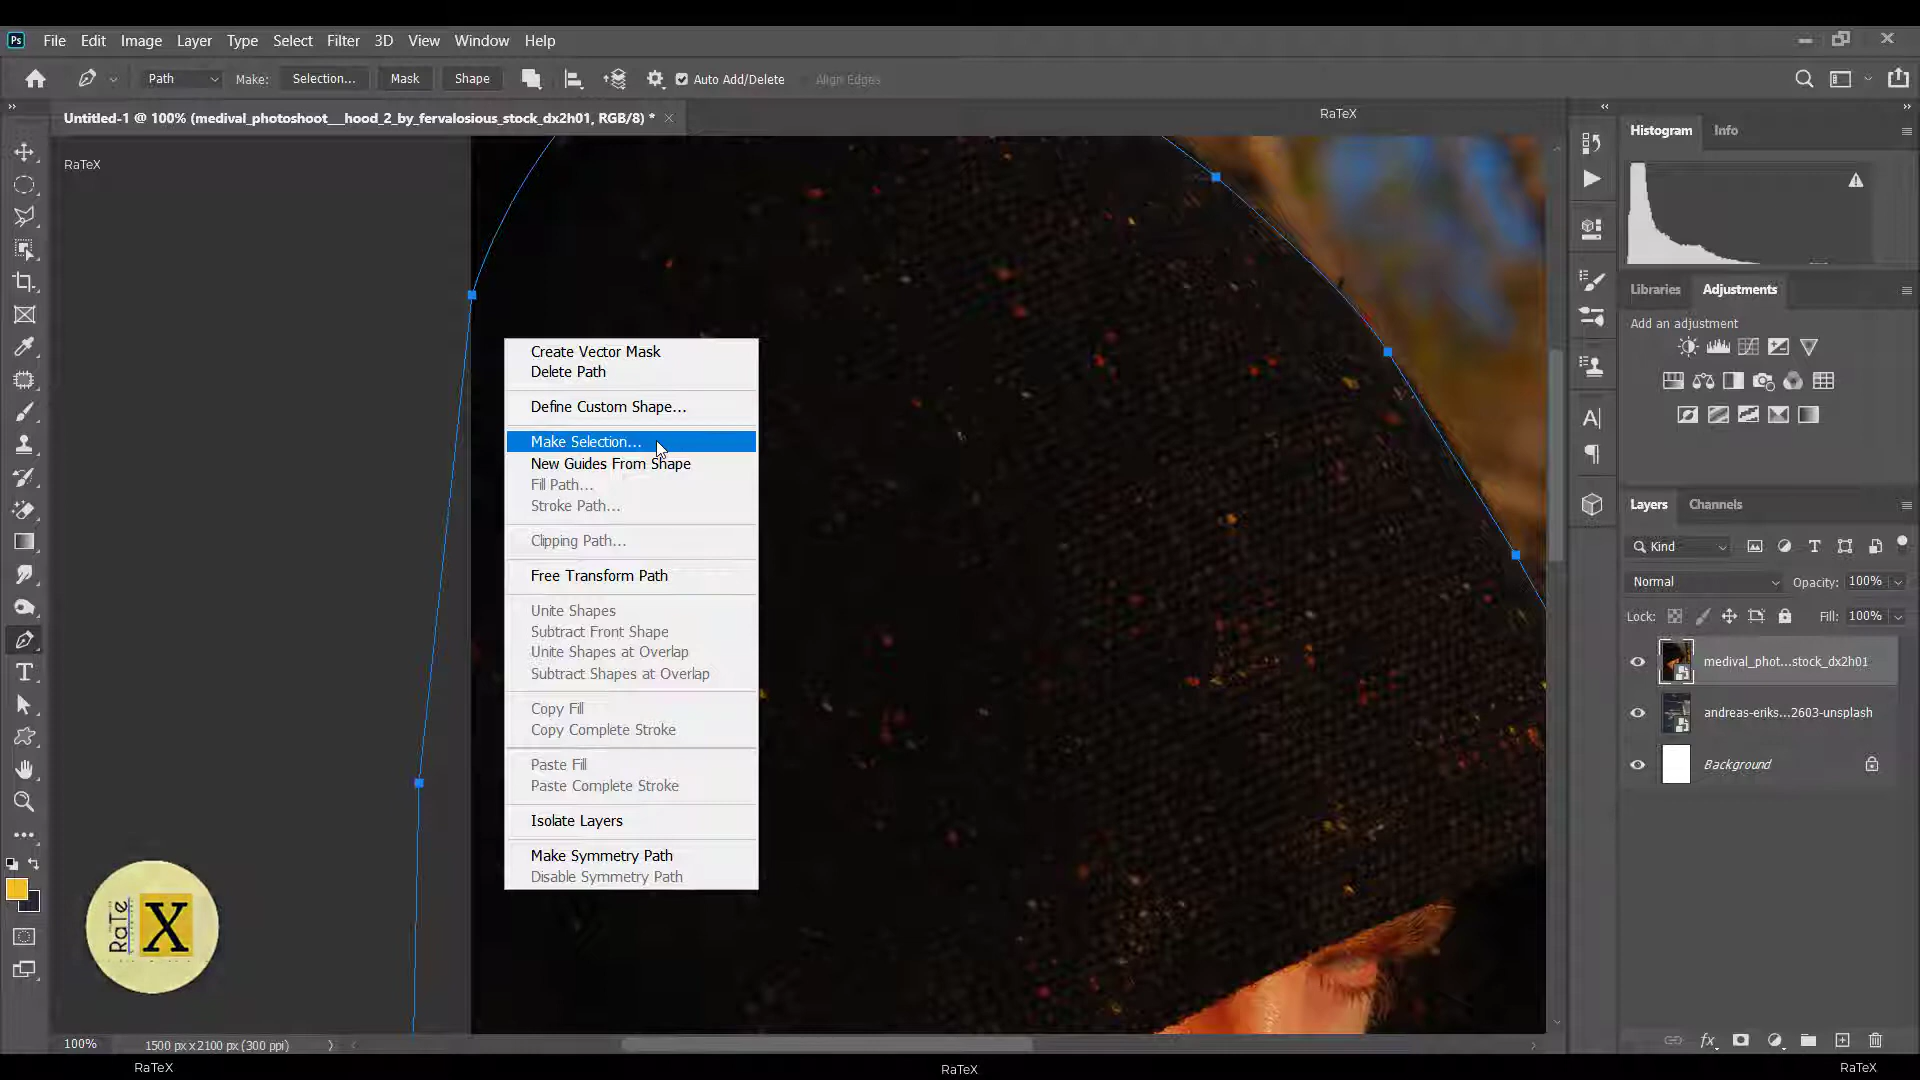 Ps File Edit Image Layer Type Select Filter 3D View Window Help
Path Make: Selection... Mask Shape Auto Add/Delete Align Edges
Untitled-1 @ 100% (medival_photoshoot__hood_2_by_fervalosious_stock_dx2h01, RGB/8) *
RaTeX
RaTeX
Histogram Info
Libraries Adjustments
Add an adjustment
Create Vector Mask
Delete Path
Define Custom Shape...
Make Selection...
New Guides From Shape
Fill Path...
Stroke Path...
Clipping Path...
Free Transform Path
Unite Shapes
Subtract Front Shape
Unite Shapes at Overlap
Subtract Shapes at Overlap
Copy Fill
Copy Complete Stroke
Paste Fill
Paste Complete Stroke
Isolate Layers
Make Symmetry Path
Disable Symmetry Path
Layers Channels
Kind
Normal Opacity: 100%
Lock: Fill: 100%
medival_phot...stock_dx2h01
andreas-eriks...2603-unsplash
Background
RaTe X
100% 1500 px x 2100 px (300 ppi)
fx
RaTeX RaTeX RaTeX